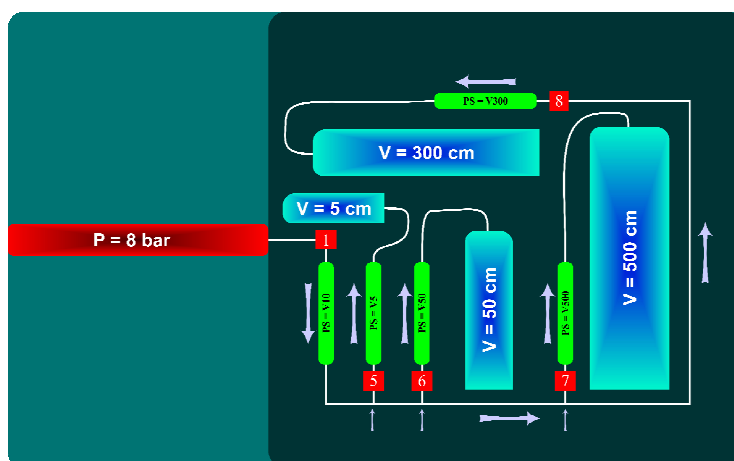 PS = V300
8
V = 300 cm
V = 5 cm
P = 8 bar
1
PS = V10
PS = V5
PS = V50
V = 50 cm
PS = V500
V = 500 cm
5
6
7